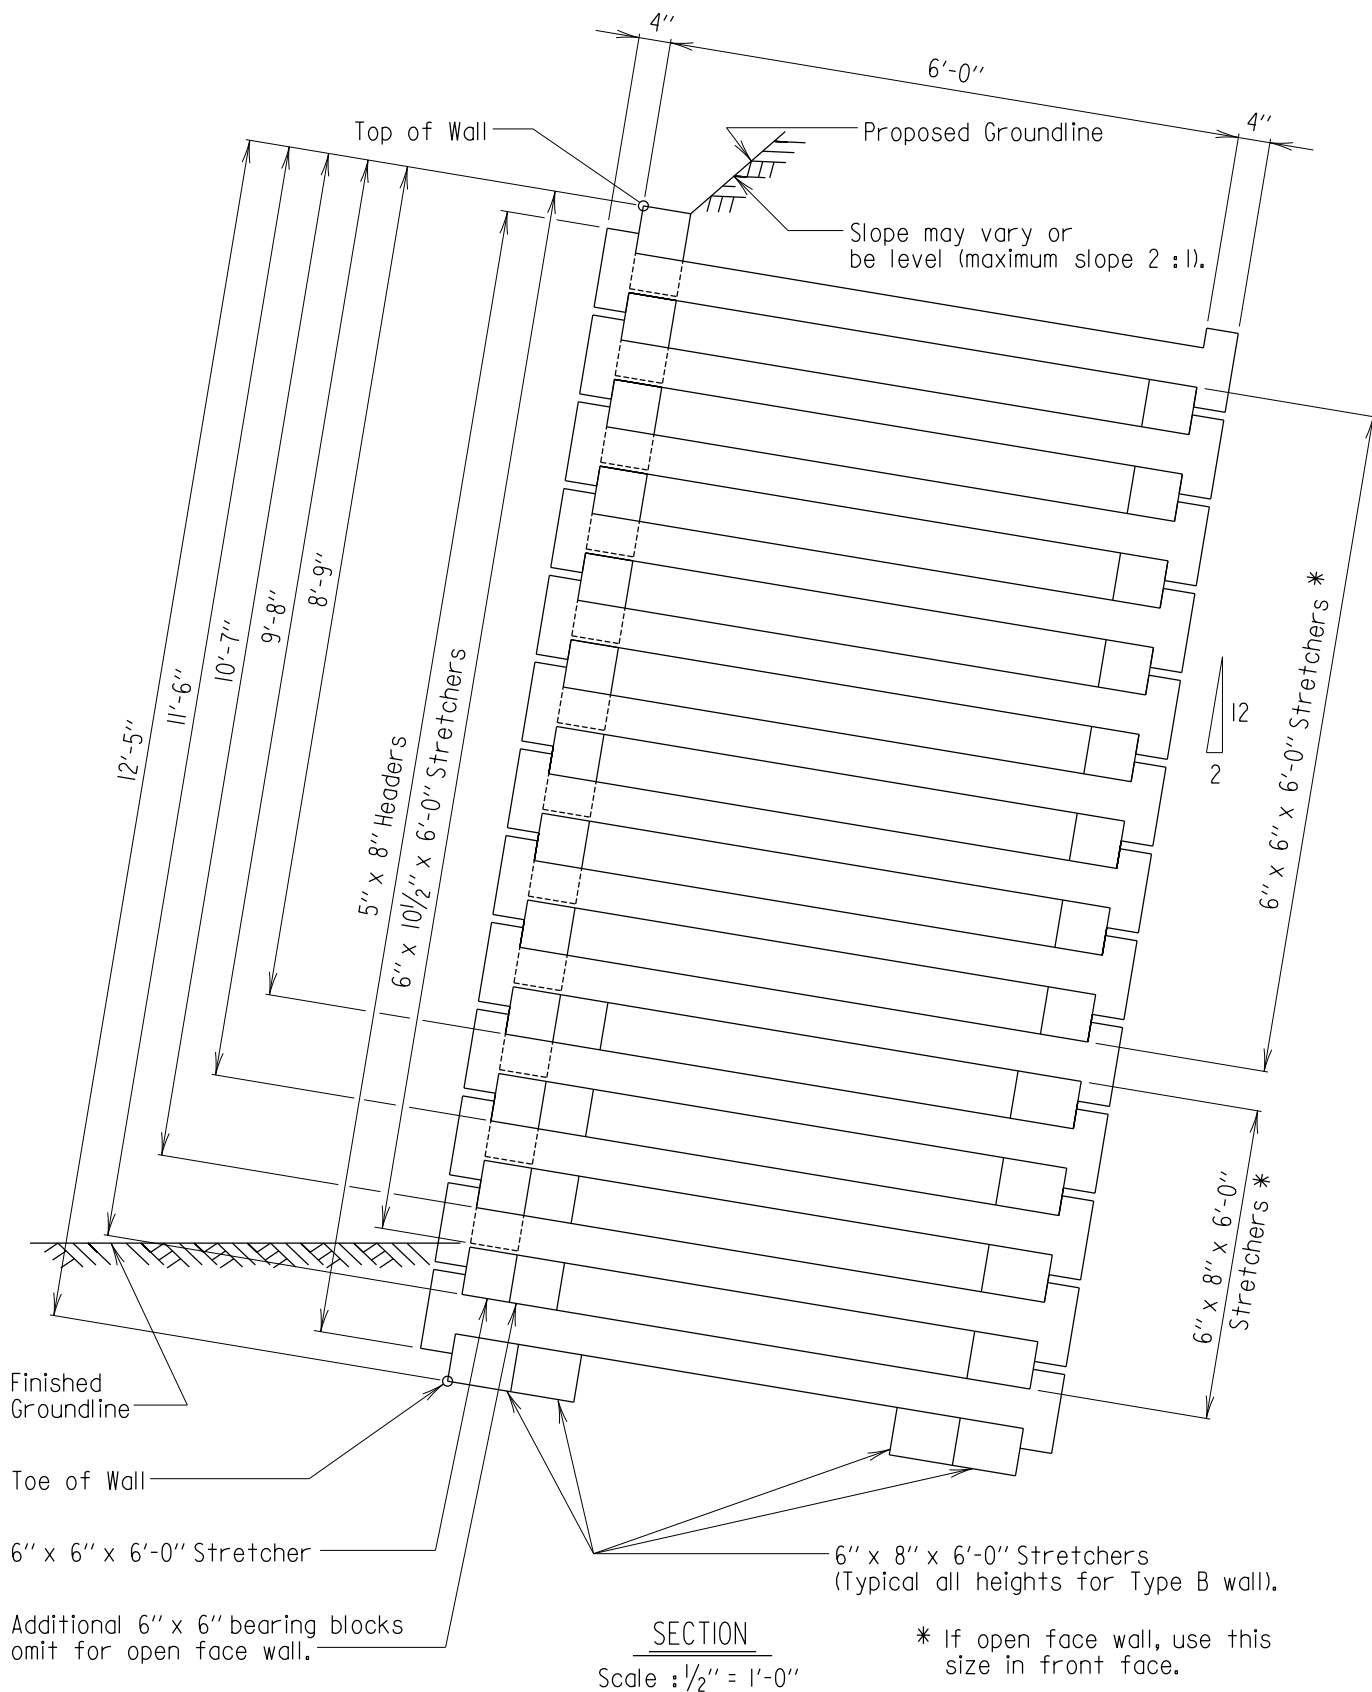 4"
6'-0"
4"
Top of Wall
Proposed Groundline
Slope may vary or
be level (maximum slope 2 : 1).
12'-5"
11'-6"
10'-7"
9'-8"
8'-9"
5" x 8" Headers
6" x 10½" x 6'-0" Stretchers
6" x 6" x 6'-0" Stretchers *
12
2
6" x 8" x 6'-0"
Stretchers *
Finished
Groundline
Toe of Wall
6" x 6" x 6'-0" Stretcher
Additional 6" x 6" bearing blocks
omit for open face wall.
6" x 8" x 6'-0" Stretchers
(Typical all heights for Type B wall).
SECTION
Scale : ½" = 1'-0"
* If open face wall, use this
size in front face.